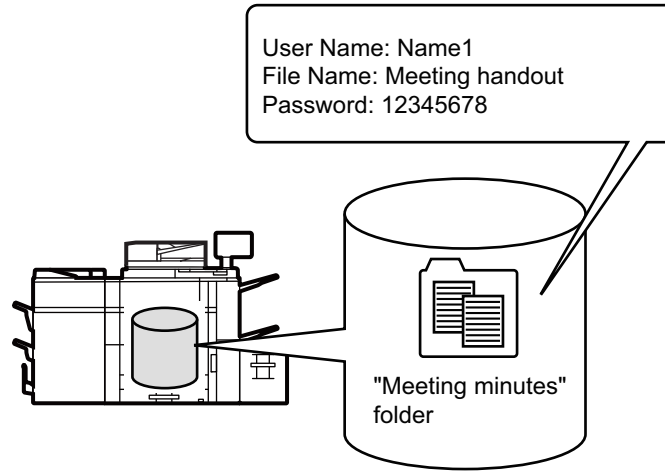 User Name: Name1
File Name: Meeting handout
Password: 12345678
"Meeting minutes"
folder